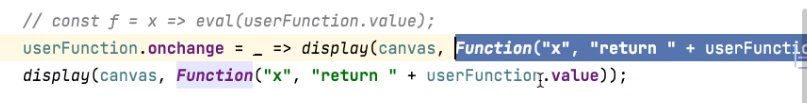 // const f = x => eval(userFunction.value);
userFunction.onchange = _ => display(canvas, Function("x", "return " + userFunctio
display(canvas, Function("x", "return " + userFunction.value));